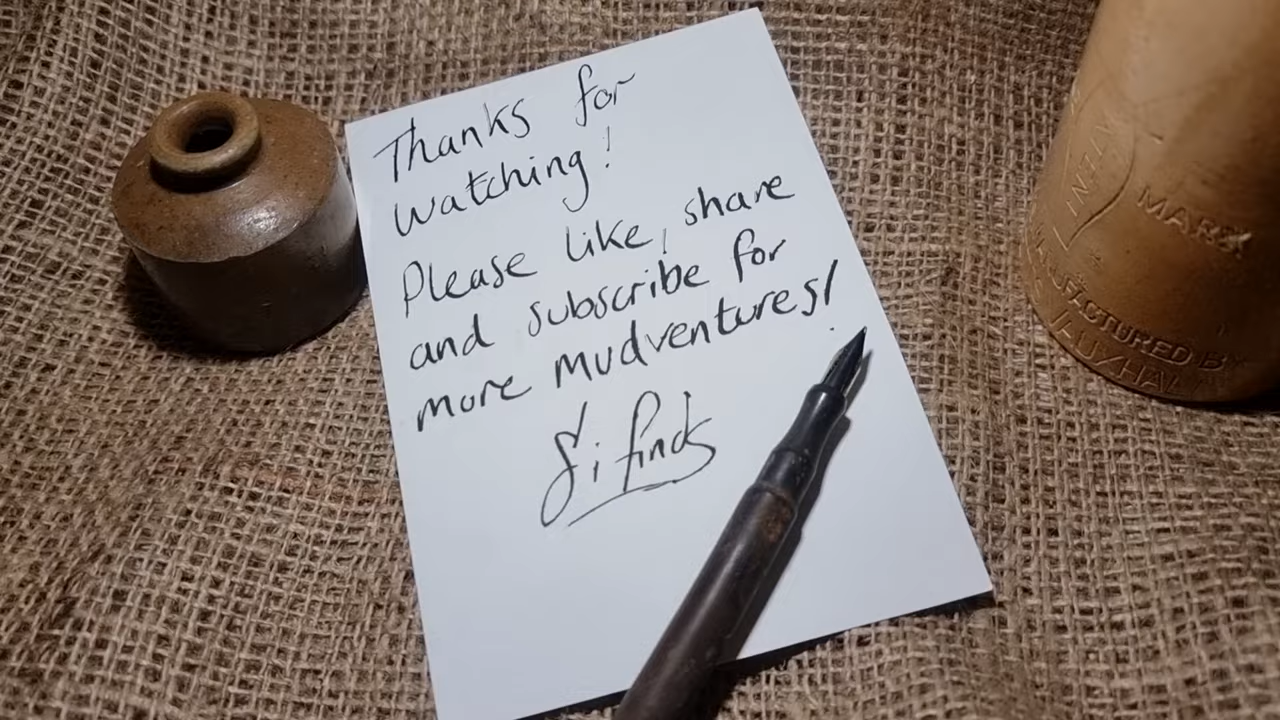 Thanks for
watching!
Please like, share
and subscribe for
more mudventures!
Si finds
MARK
MANUFACTURED BY
VAUXHALL